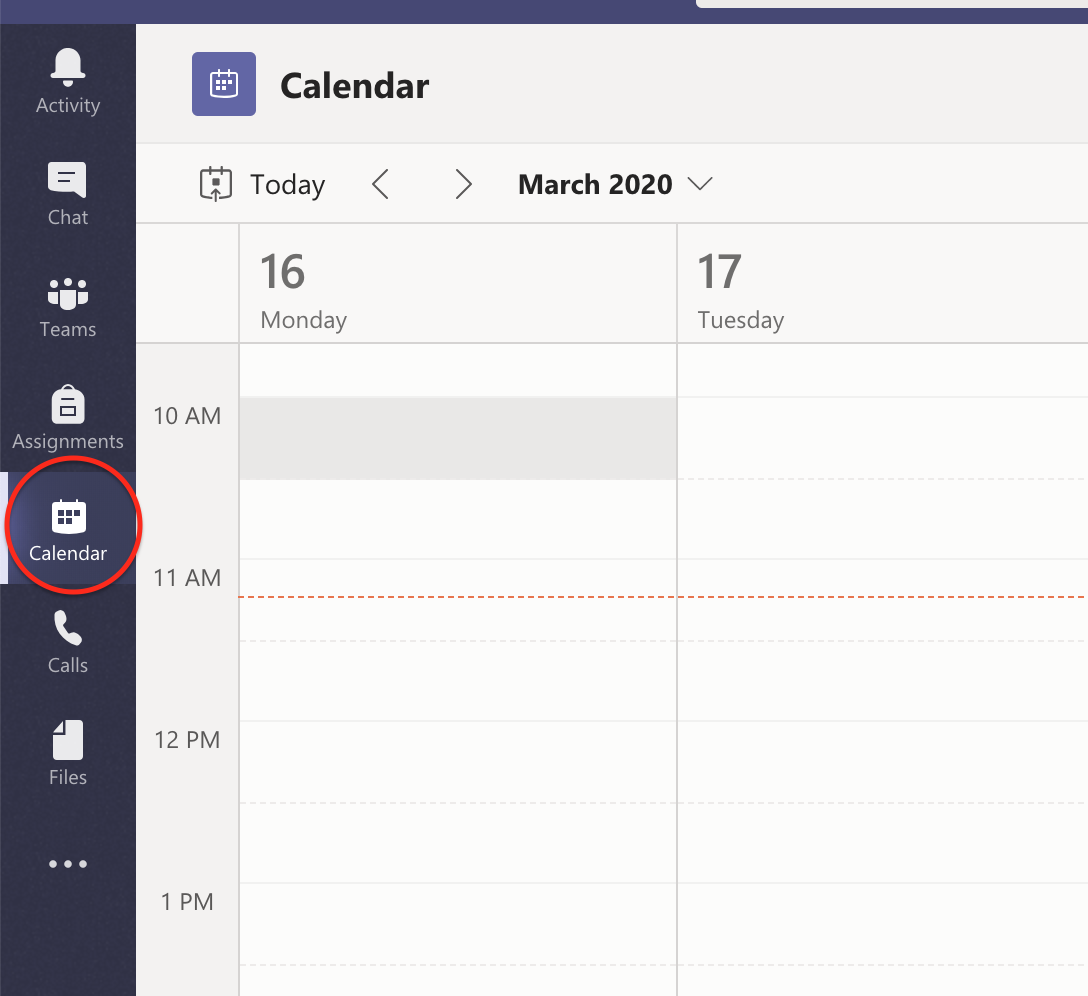 Activity
Chat
Teams
Assignments
Calendar
Calls
Files
Calendar
Today
March 2020
16
Monday
17
Tuesday
10 AM
11 AM
12 PM
1 PM